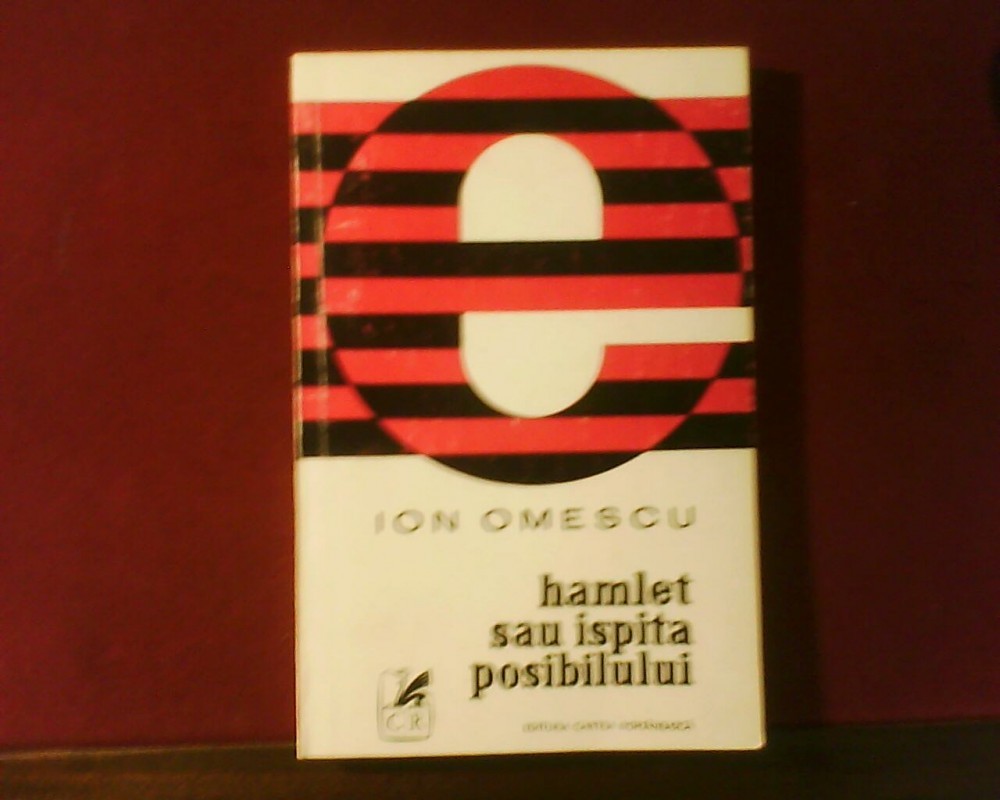 e
ION OMESCU
hamlet
sau ispita
posibilului
CR
EDITURA CARTEA ROMÂNEASCĂ